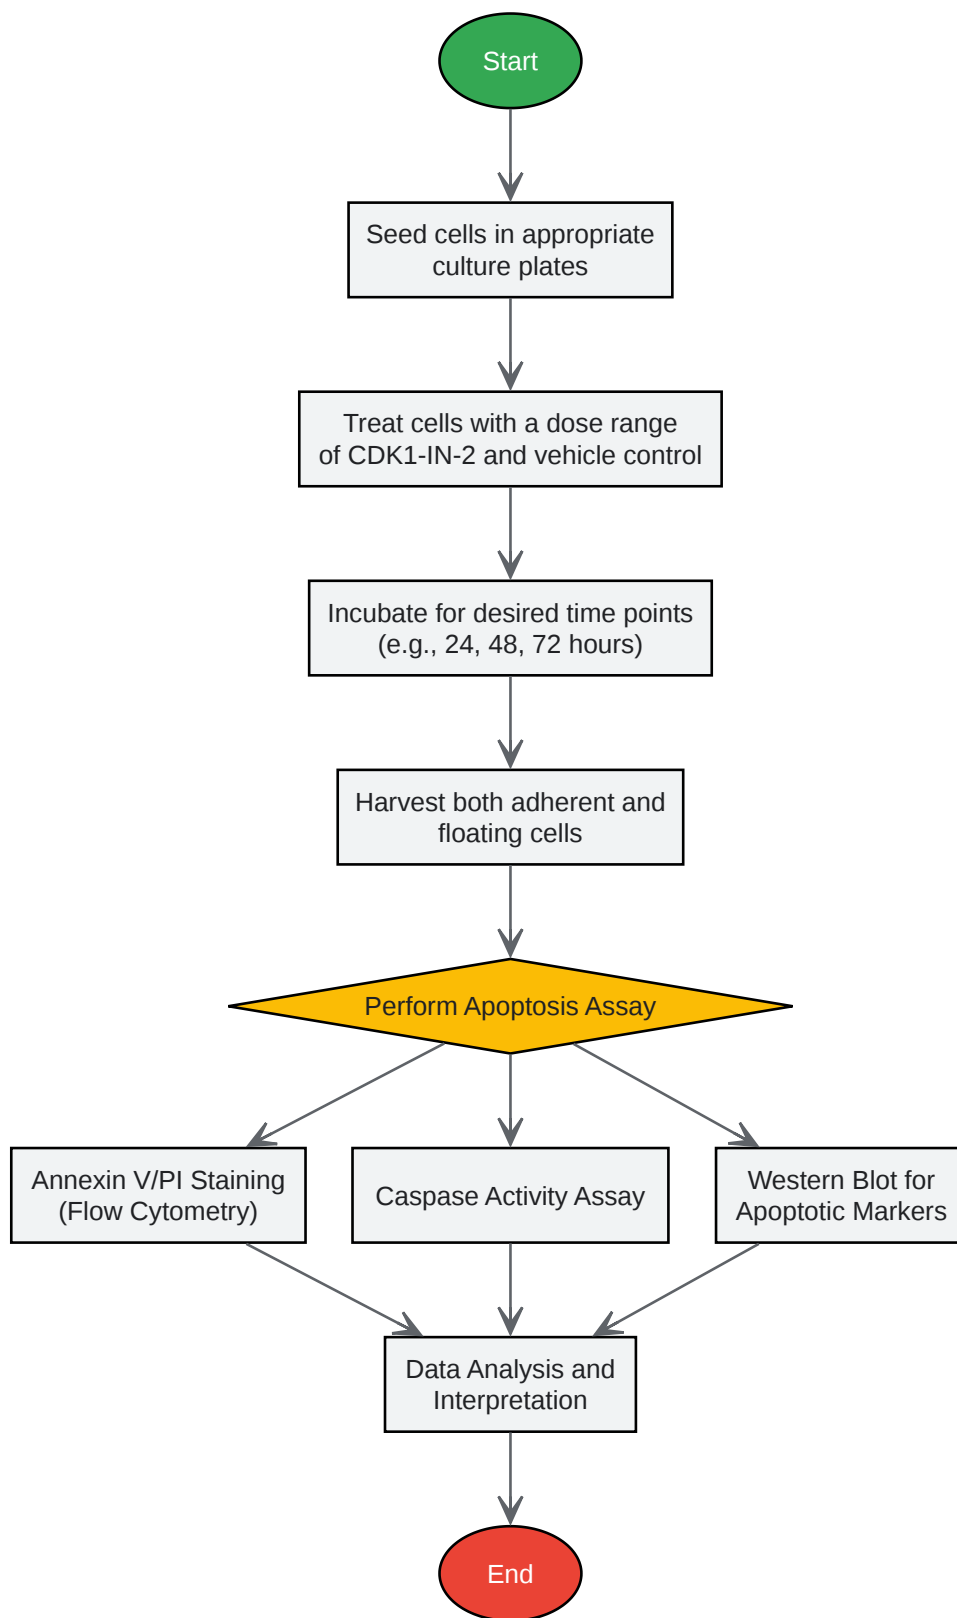 Start
Seed cells in appropriate
culture plates
Treat cells with a dose range
of CDK1-IN-2 and vehicle control
Incubate for desired time points
(e.g., 24, 48, 72 hours)
Harvest both adherent and
floating cells
Perform Apoptosis Assay
Annexin V/PI Staining
(Flow Cytometry)
Caspase Activity Assay
Western Blot for
Apoptotic Markers
Data Analysis and
Interpretation
End